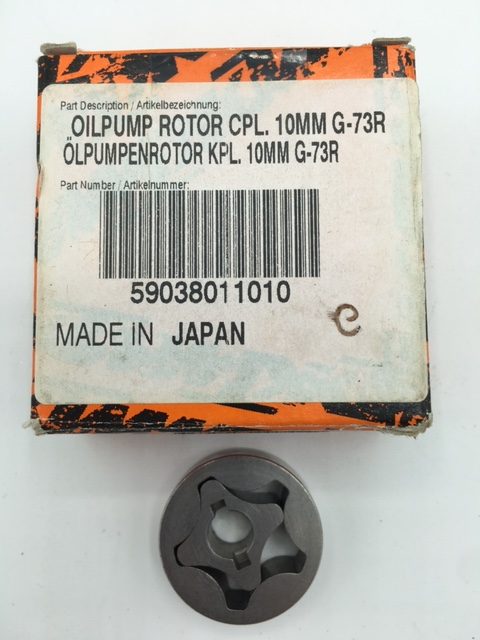 Part Description / Artikelbezeichnung:
OILPUMP ROTOR CPL. 10MM G-73R
ÖLPUMPENROTOR KPL. 10MM G-73R
Part Number / Artikelnummer:
59038011010
MADE IN JAPAN
e